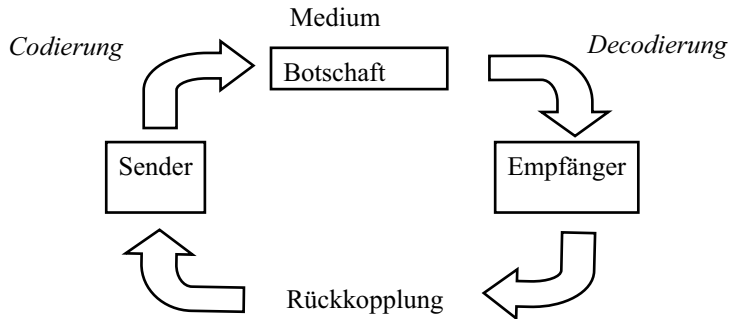 Medium
Codierung
Decodierung
Botschaft
Sender
Empfänger
Rückkopplung